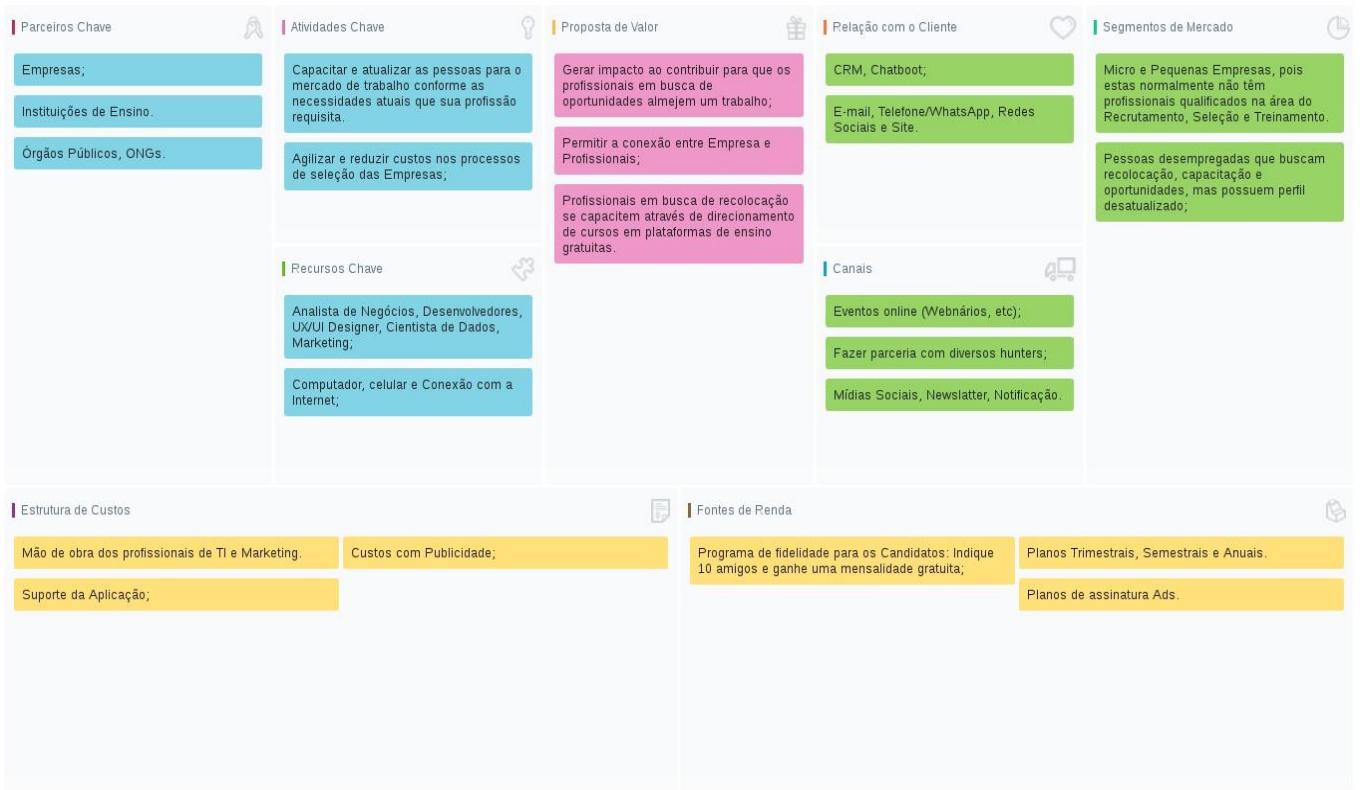 Parceiros Chave
Empresas;
Instituições de Ensino.
Órgãos Públicos, ONGs.
Atividades Chave
Capacitar e atualizar as pessoas para o
mercado de trabalho conforme as
necessidades atuais que sua profissão
requisita.
Agilizar e reduzir custos nos processos
de seleção das Empresas;
Recursos Chave
Analista de Negócios, Desenvolvedores,
UX/UI Designer, Cientista de Dados,
Marketing;
Computador, celular e Conexão com a
Internet;
Proposta de Valor
Gerar impacto ao contribuir para que os
profissionais em busca de
oportunidades almejem um trabalho;
Permitir a conexão entre Empresa e
Profissionais;
Profissionais em busca de recolocação
se capacitem através de direcionamento
de cursos em plataformas de ensino
gratuitas.
Relação com o Cliente
CRM, Chatboot;
E-mail, Telefone/WhatsApp, Redes
Sociais e Site.
Canais
Eventos online (Webnários, etc);
Fazer parceria com diversos hunters;
Mídias Sociais, Newslatter, Notificação.
Segmentos de Mercado
Micro e Pequenas Empresas, pois
estas normalmente não têm
profissionais qualificados na área do
Recrutamento, Seleção e Treinamento.
Pessoas desempregadas que buscam
recolocação, capacitação e
oportunidades, mas possuem perfil
desatualizado;
Estrutura de Custos
Mão de obra dos profissionais de TI e Marketing.
Custos com Publicidade;
Suporte da Aplicação;
Fontes de Renda
Programa de fidelidade para os Candidatos: Indique
10 amigos e ganhe uma mensalidade gratuita;
Planos Trimestrais, Semestrais e Anuais.
Planos de assinatura Ads.